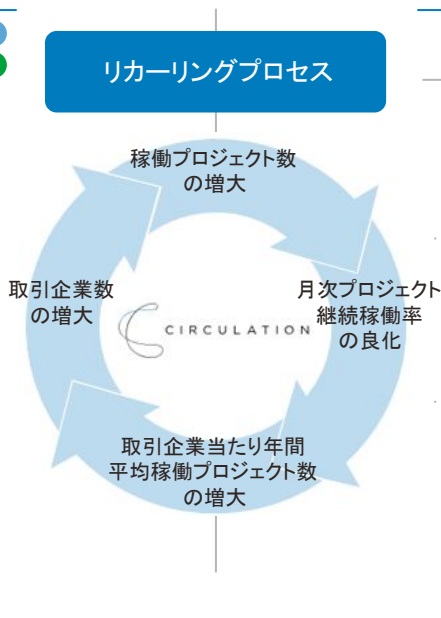 リカーリングプロセス
稼働プロジェクト数
の増大
月次プロジェクト
継続稼働率
の良化
取引企業当たり年間
平均稼働プロジェクト数
の増大
取引企業数
の増大
CIRCULATION